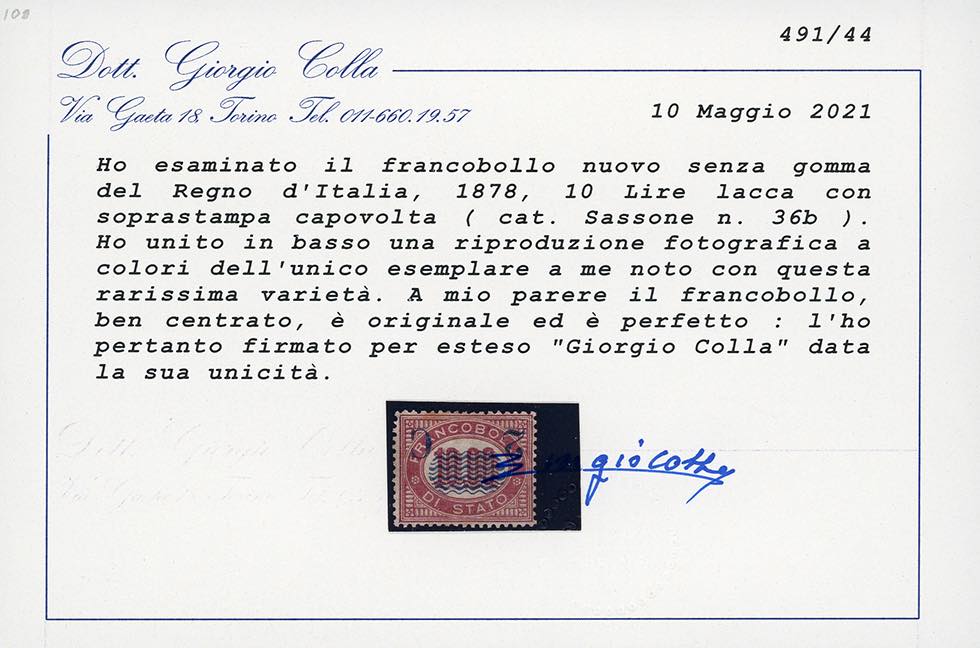 108
491/44
Dott. Giorgio Colla
Via Gaeta 18, Torino Tel. 011-660.19.57
10 Maggio 2021
Ho esaminato il francobollo nuovo senza gomma
del Regno d'Italia, 1878, 10 Lire lacca con
soprastampa capovolta ( cat. Sassone n. 36b ).
Ho unito in basso una riproduzione fotografica a
colori dell'unico esemplare a me noto con questa
rarissima varietà. A mio parere il francobollo,
ben centrato, è originale ed è perfetto : l'ho
pertanto firmato per esteso "Giorgio Colla" data
la sua unicità.
FRANCOBOL
10.00
DI STATO